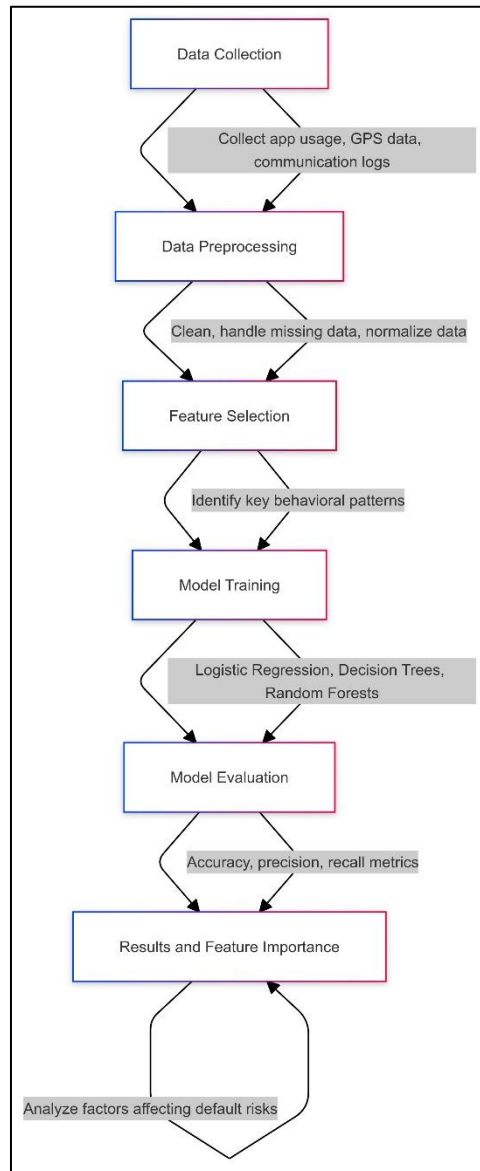 Data Collection
Collect app usage, GPS data,
communication logs
Data Preprocessing
Clean, handle missing data, normalize data
Feature Selection
Identify key behavioral patterns
Model Training
Logistic Regression, Decision Trees,
Random Forests
Model Evaluation
Accuracy, precision, recall metrics
Results and Feature Importance
Analyze factors affecting default risks